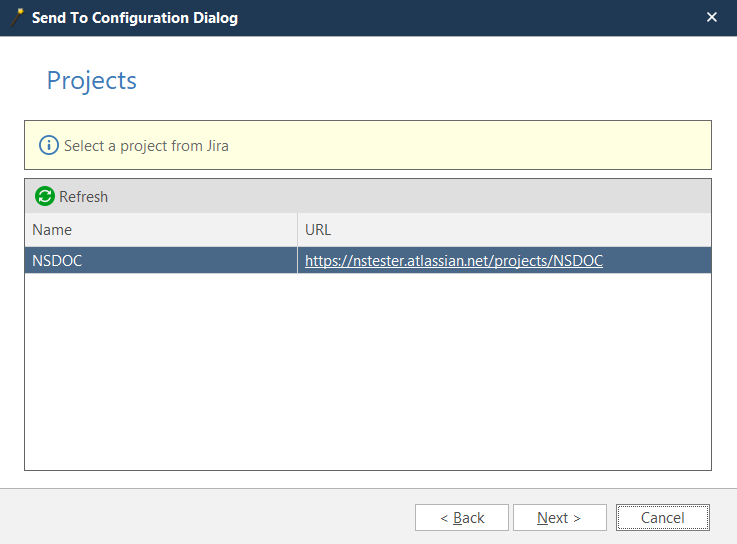 Send To Configuration Dialog
Projects
Select a project from Jira
Refresh
Name URL
NSDOC https://nstester.atlassian.net/projects/NSDOC
< Back Next > Cancel